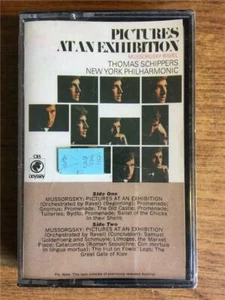 PICTURES
AT AN EXHIBITION
MUSSORGSKY-RAVEL
THOMAS SCHIPPERS
NEW YORK PHILHARMONIC
CBS
Odyssey
Side One
MUSSORGSKY: PICTURES AT AN EXHIBITION
(Orchestrated by Ravel) (Beginning): Promenade;
Gnomus; Promenade; The Old Castle; Promenade;
Tuileries; Bydlo; Promenade; Ballet of the Chicks
in their Shells
Side Two
MUSSORGSKY: PICTURES AT AN EXHIBITION
(Orchestrated by Ravel) (Conclusion): Samuel
Goldenberg and Schmuyle; Limoges, the Market
Place; Catacombs (Roman Sepulchre); Con mortuis
in lingua mortua); The Hut on Fowls' Legs; The
Great Gate of Kiev